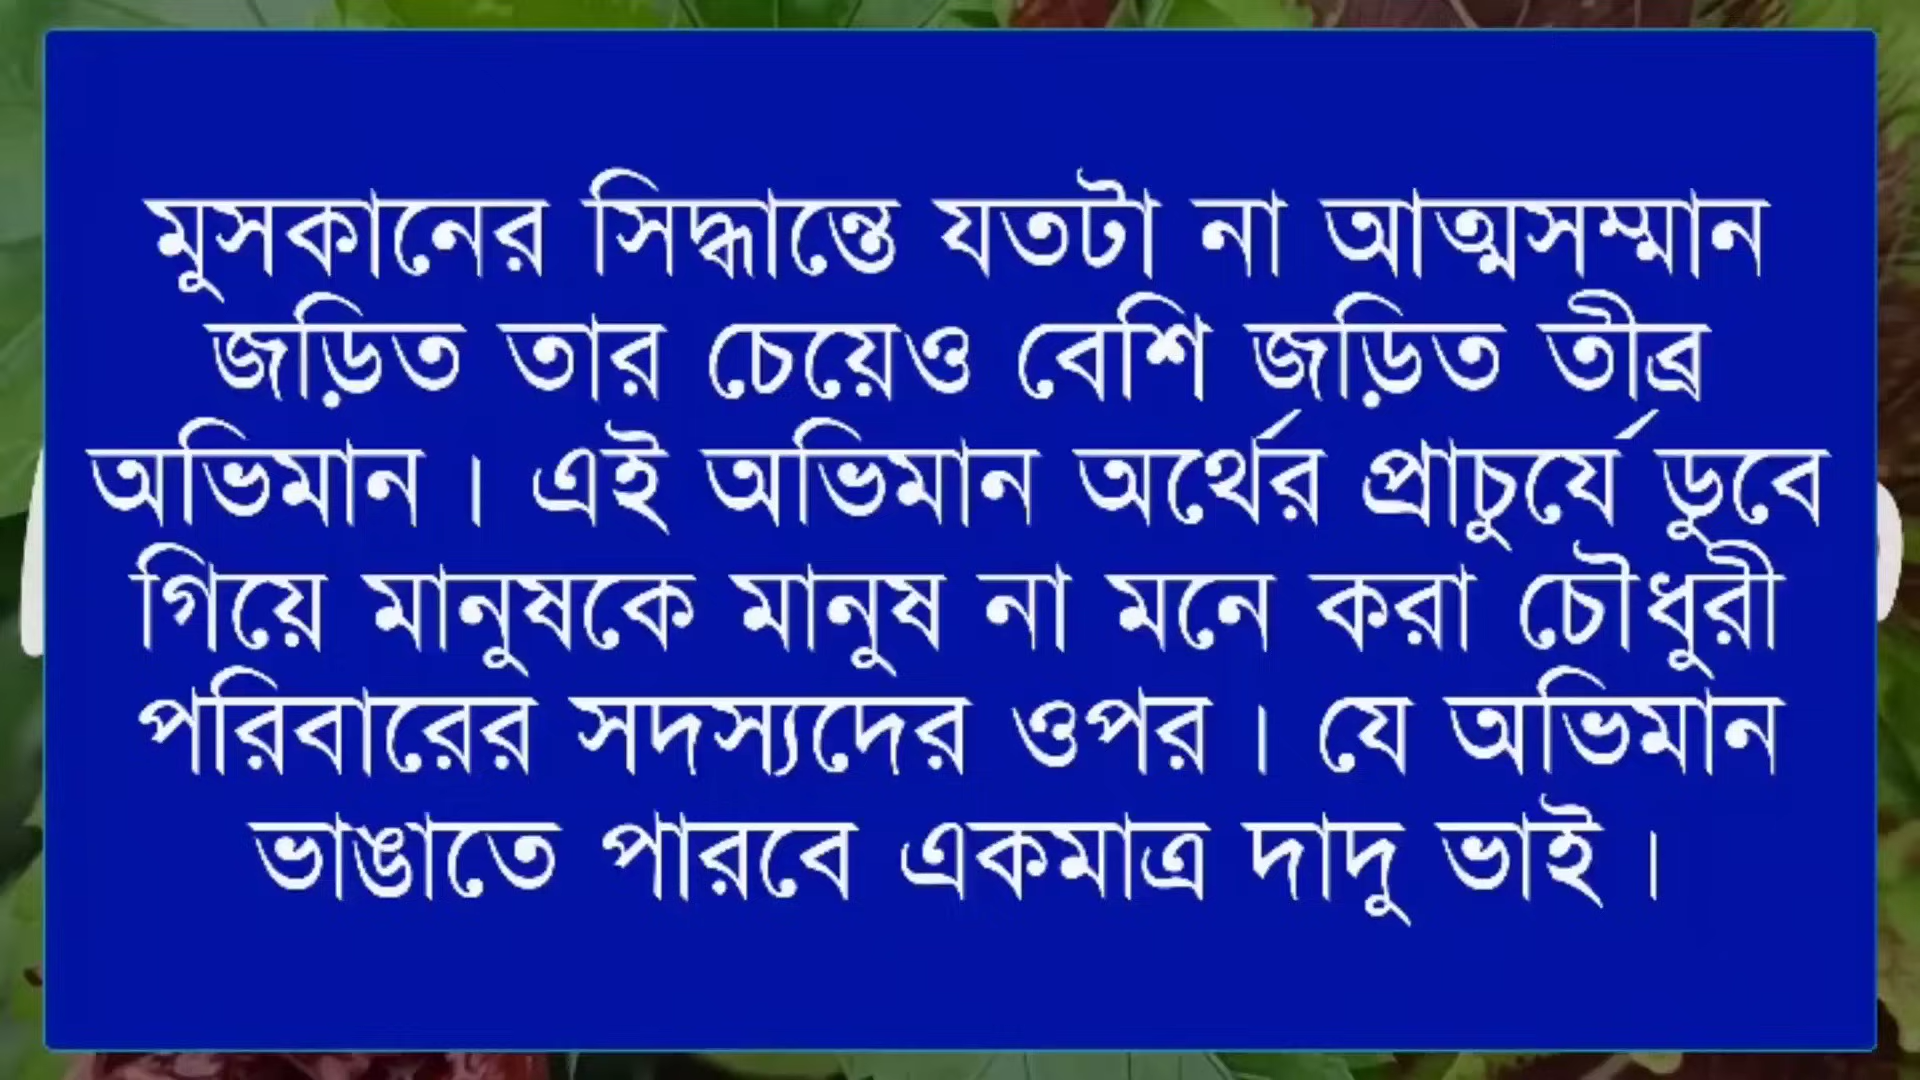 মুসকানের সিদ্ধান্তে যতটা না আত্মসম্মান
জড়িত তার চেয়েও বেশি জড়িত তীব্র
অভিমান। এই অভিমান অর্থের প্রাচুর্যে ডুবে
গিয়ে মানুষকে মানুষ না মনে করা চৌধুরী
পরিবারের সদস্যদের ওপর। যে অভিমান
ভাঙাতে পারবে একমাত্র দাদু ভাই।